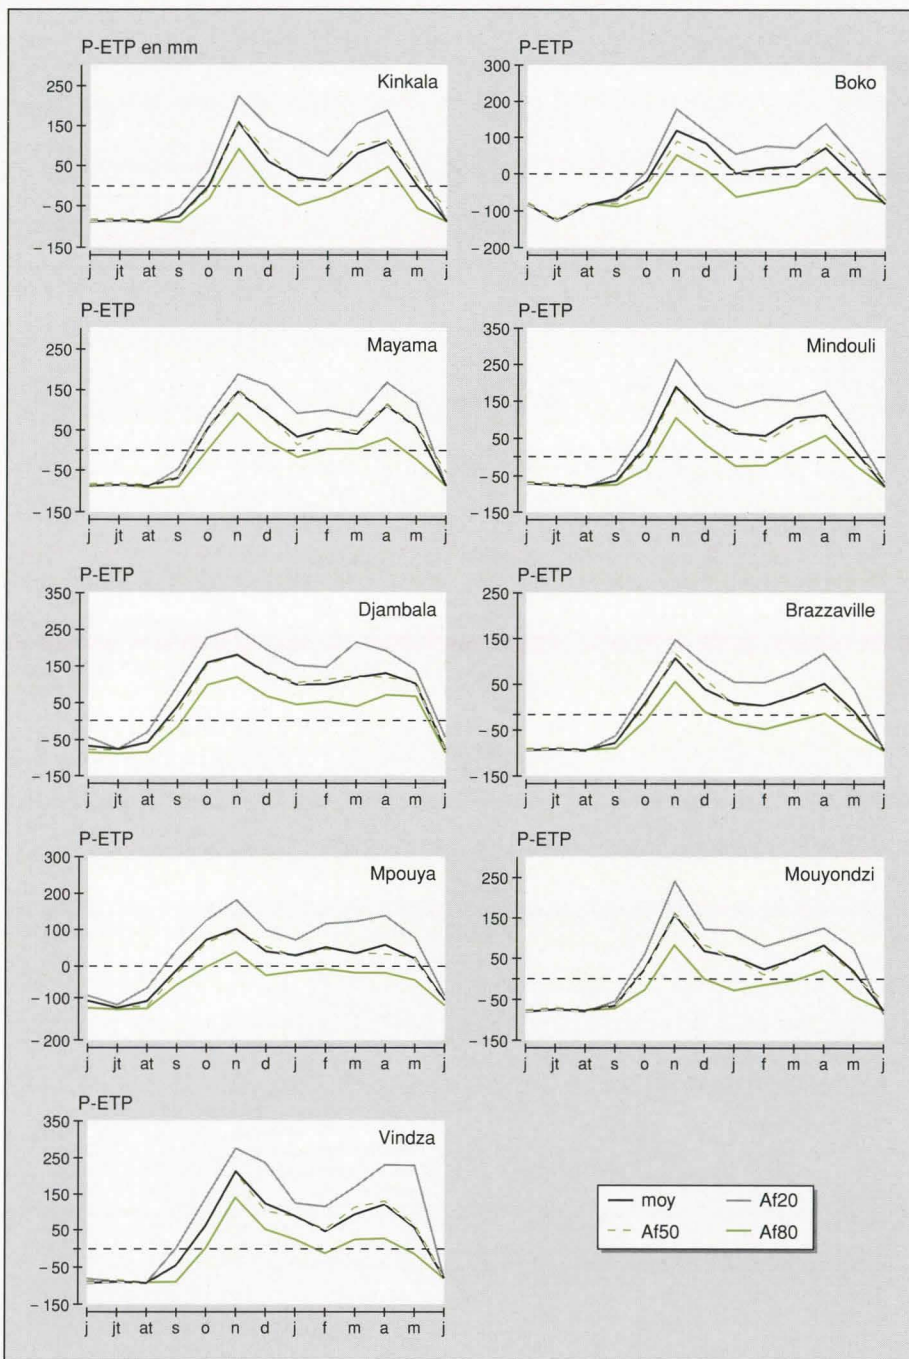 P-ETP en mm
Kinkala
250
150
50
– 50
– 150
j jt at s o n d j f m a m j
P-ETP
Boko
300
200
100
0
– 100
– 200
j jt at s o n d j f m a m j
P-ETP
Mayama
250
150
50
– 50
– 150
j jt at s o n d j f m a m j
P-ETP
Mindouli
350
250
150
50
– 50
– 150
j jt at s o n d j f m a m j
P-ETP
Djambala
350
250
150
50
– 50
– 150
j jt at s o n d j f m a m j
P-ETP
Brazzaville
250
150
50
– 50
– 150
j jt at s o n d j f m a m j
P-ETP
Mpouya
300
200
100
0
– 100
– 200
j jt at s o n d j f m a m j
P-ETP
Mouyondzi
250
150
50
– 50
– 150
j jt at s o n d j f m a m j
P-ETP
Vindza
350
250
150
50
– 50
– 150
j jt at s o n d j f m a m j
moy Af20
Af50 Af80